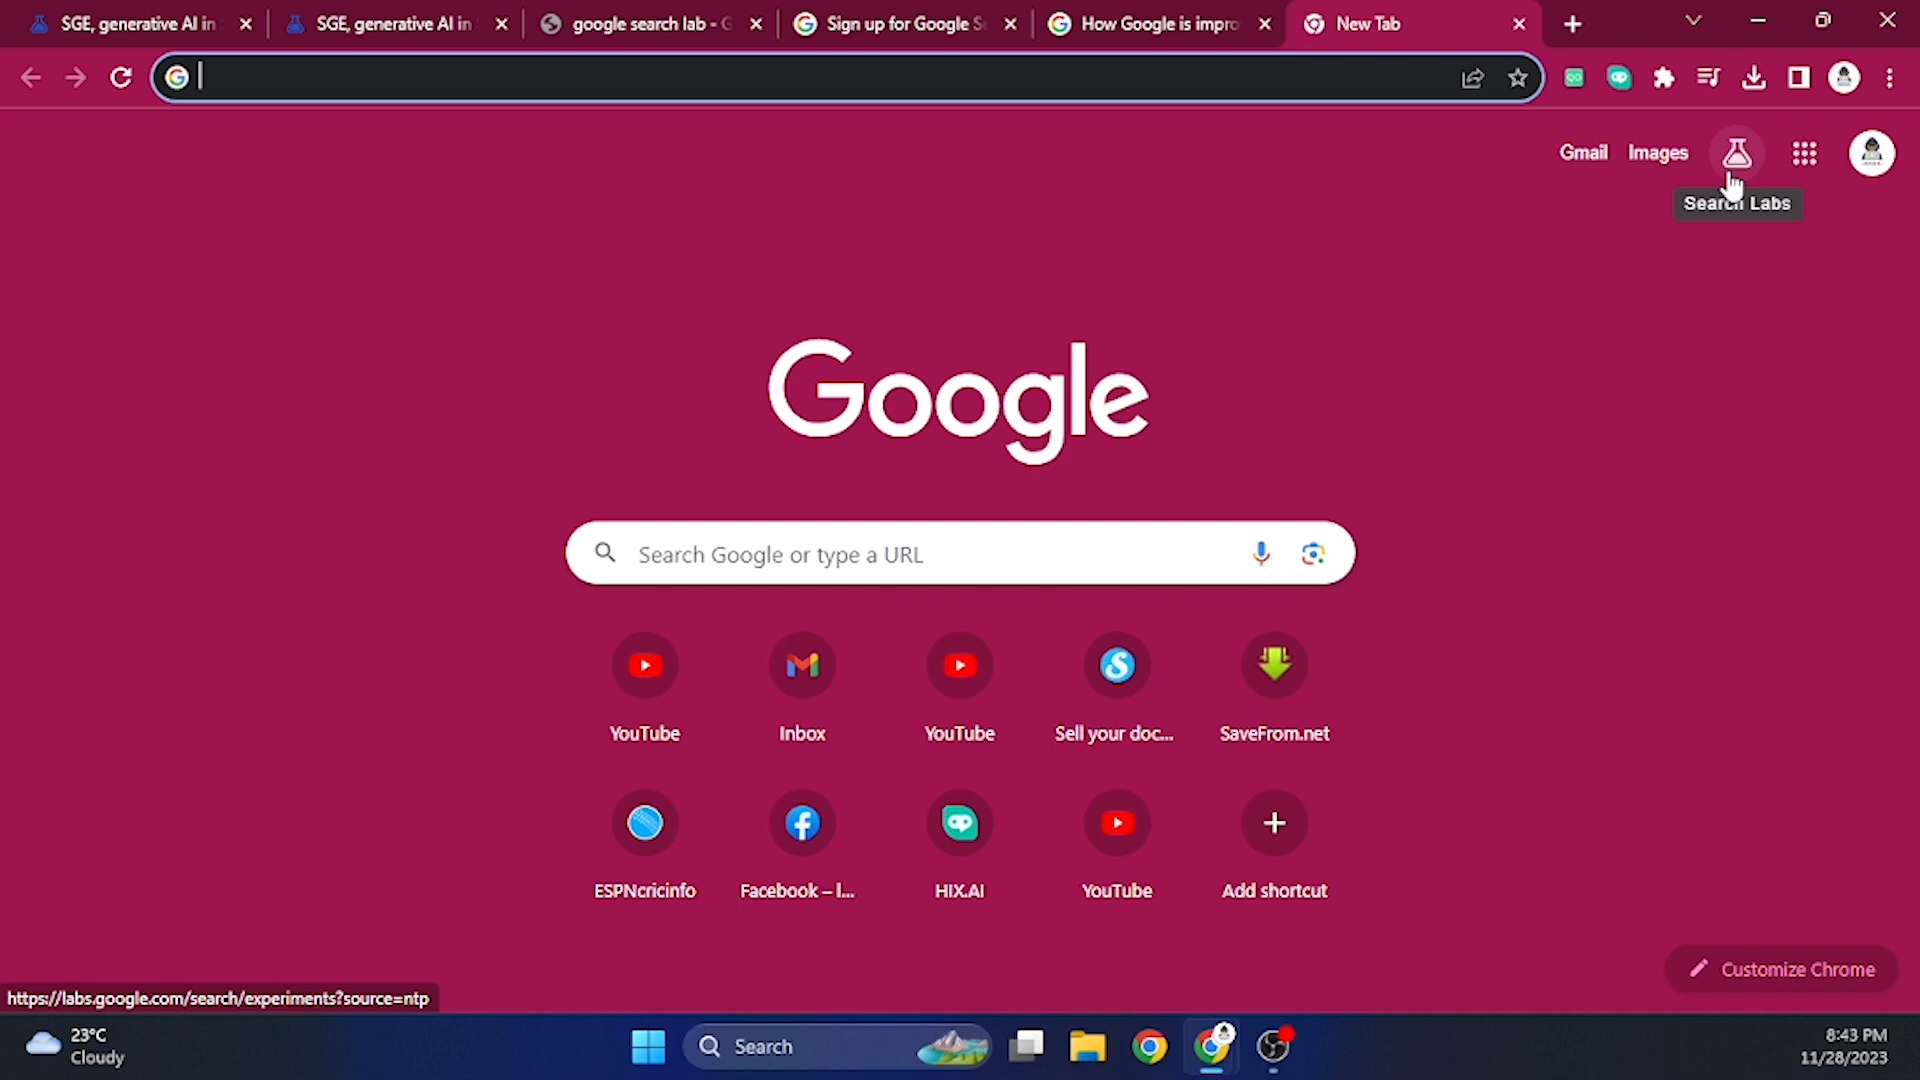 SGE, generative AI in
SGE, generative AI in
google search lab - G
Sign up for Google Se
How Google is impro
New Tab
Gmail
Images
Search Labs
Google
Search Google or type a URL
YouTube
Inbox
YouTube
Sell your doc...
SaveFrom.net
ESPNcricinfo
Facebook – l...
HIX.AI
YouTube
Add shortcut
Customize Chrome
https://labs.google.com/search/experiments?source=ntp
23°C
Cloudy
Search
8:43 PM
11/28/2023